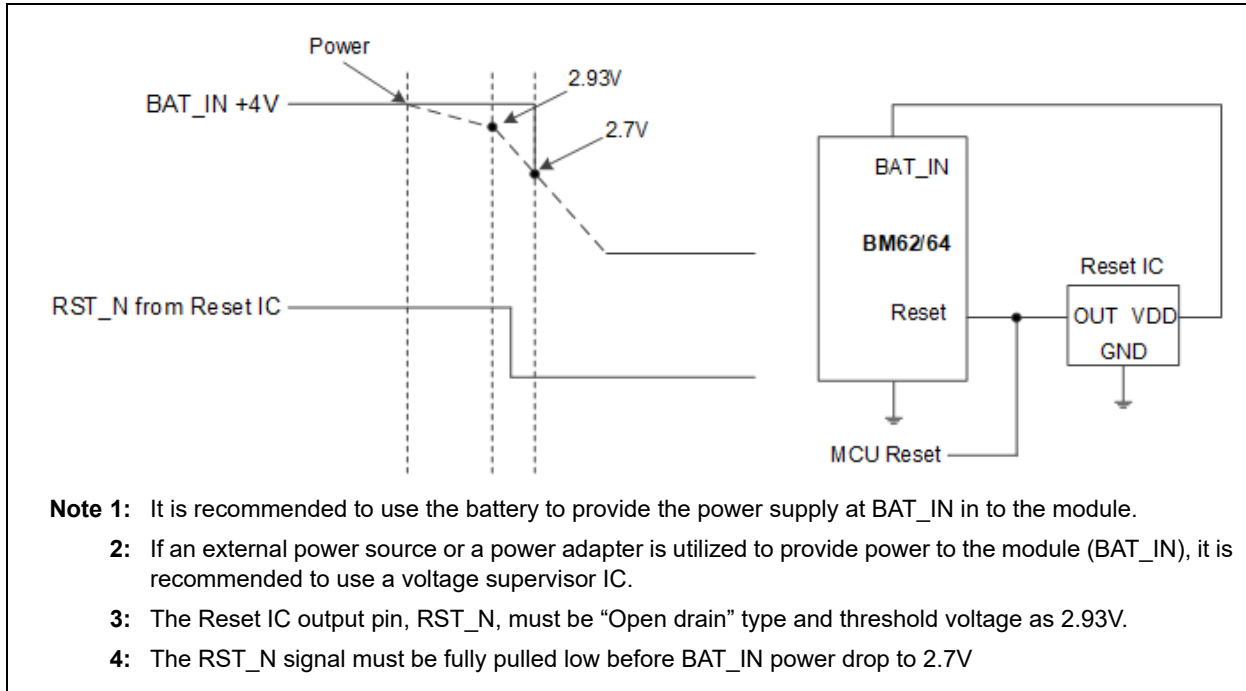 Power
BAT_IN +4V
2.93V
2.7V
RST_N from Reset IC
BAT_IN
BM62/64
Reset
Reset IC
OUT VDD
GND
MCU Reset
Note 1: It is recommended to use the battery to provide the power supply at BAT_IN in to the module.
2: If an external power source or a power adapter is utilized to provide power to the module (BAT_IN), it is
recommended to use a voltage supervisor IC.
3: The Reset IC output pin, RST_N, must be “Open drain” type and threshold voltage as 2.93V.
4: The RST_N signal must be fully pulled low before BAT_IN power drop to 2.7V